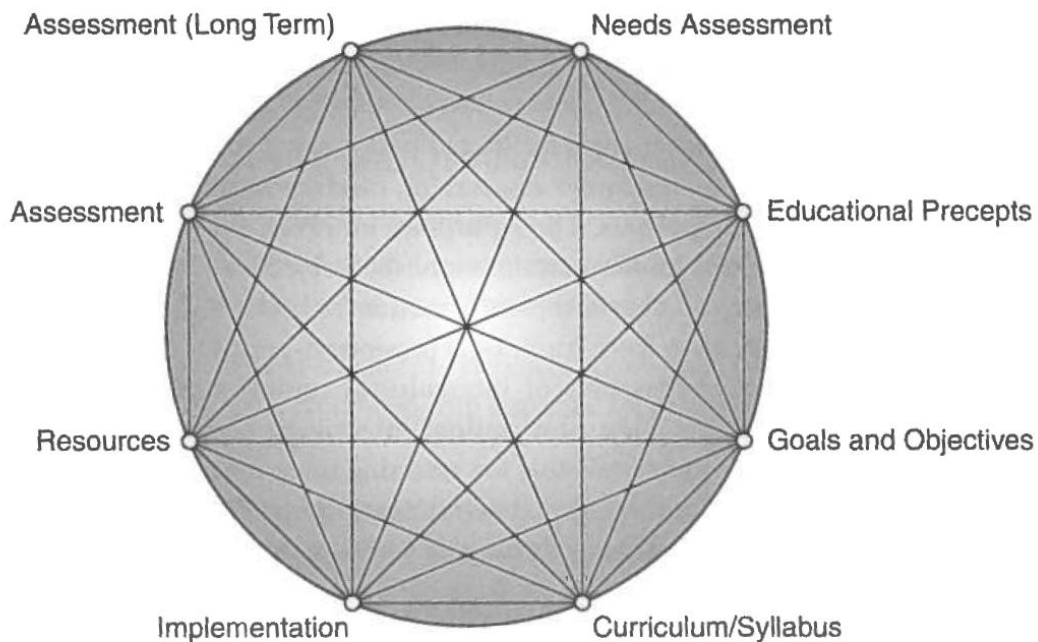 Assessment (Long Term)
Needs Assessment
Assessment
Educational Precepts
Resources
Goals and Objectives
Implementation
Curriculum/Syllabus